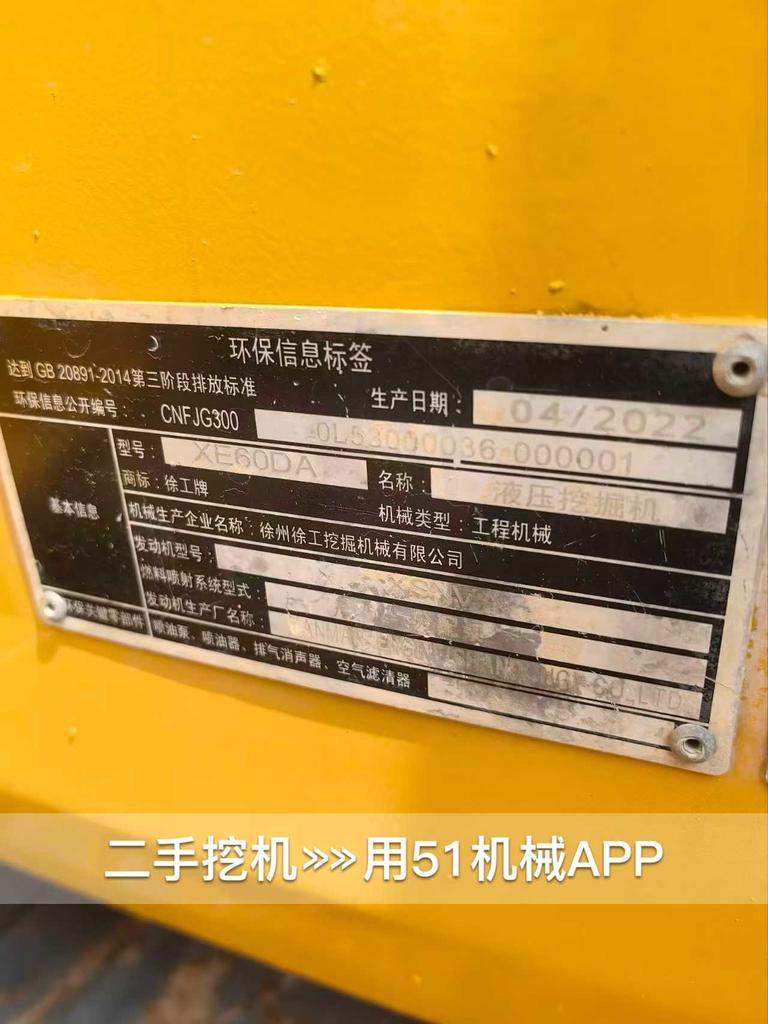 环保信息标签
达到 GB 20891-2014第三阶段排放标准
生产日期： 04/2022
环保信息公开编号： CNFJG300 0L53000036-000001
基本信息
型号： XE60DA
名称： 液压挖掘机
商标：徐工牌
机械类型：工程机械
机械生产企业名称：徐州徐工挖掘机械有限公司
发动机型号：
燃料喷射系统型式：
发动机生产厂名称： CO.,LTD
环保关键零部件
喷油泵、喷油器、排气消声器、空气滤清器
二手挖机>>>用51机械APP